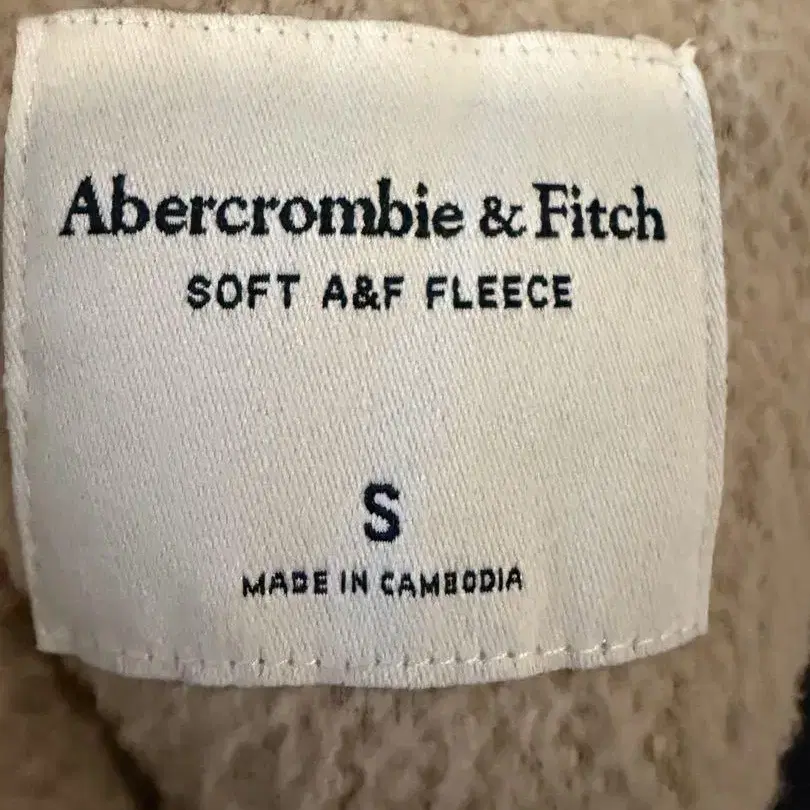 Abercrombie & Fitch
SOFT A&F FLEECE
S
MADE IN CAMBODIA